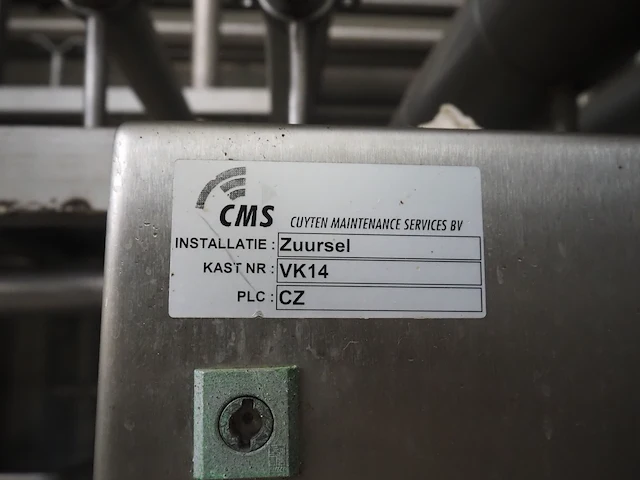 CMS CUYTEN MAINTENANCE SERVICES BV
INSTALLATIE : Zuursel
KAST NR : VK14
PLC : CZ